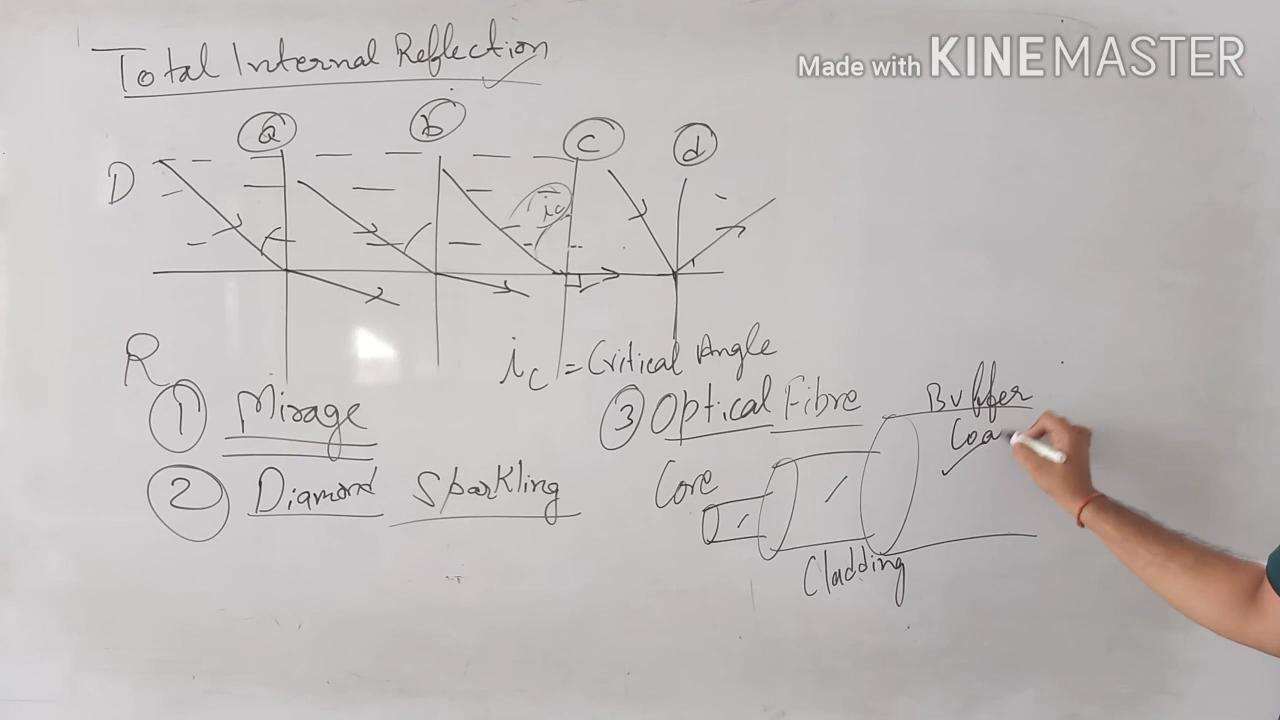 Total Internal Reflection
Made with KINEMASTER
a b c d
D
ic
R
ic = Critical Angle
1 Mirage
2 Diamond Sparkling
3 Optical Fibre
Buffer
Coa
Core
Cladding